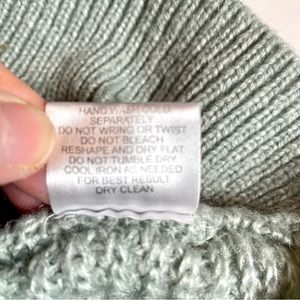 HAND WASH COLD
SEPARATELY
DO NOT WRING OR TWIST
DO NOT BLEACH
RESHAPE AND DRY FLAT
DO NOT TUMBLE DRY
COOL IRON AS NEEDED
FOR BEST RESULT
DRY CLEAN